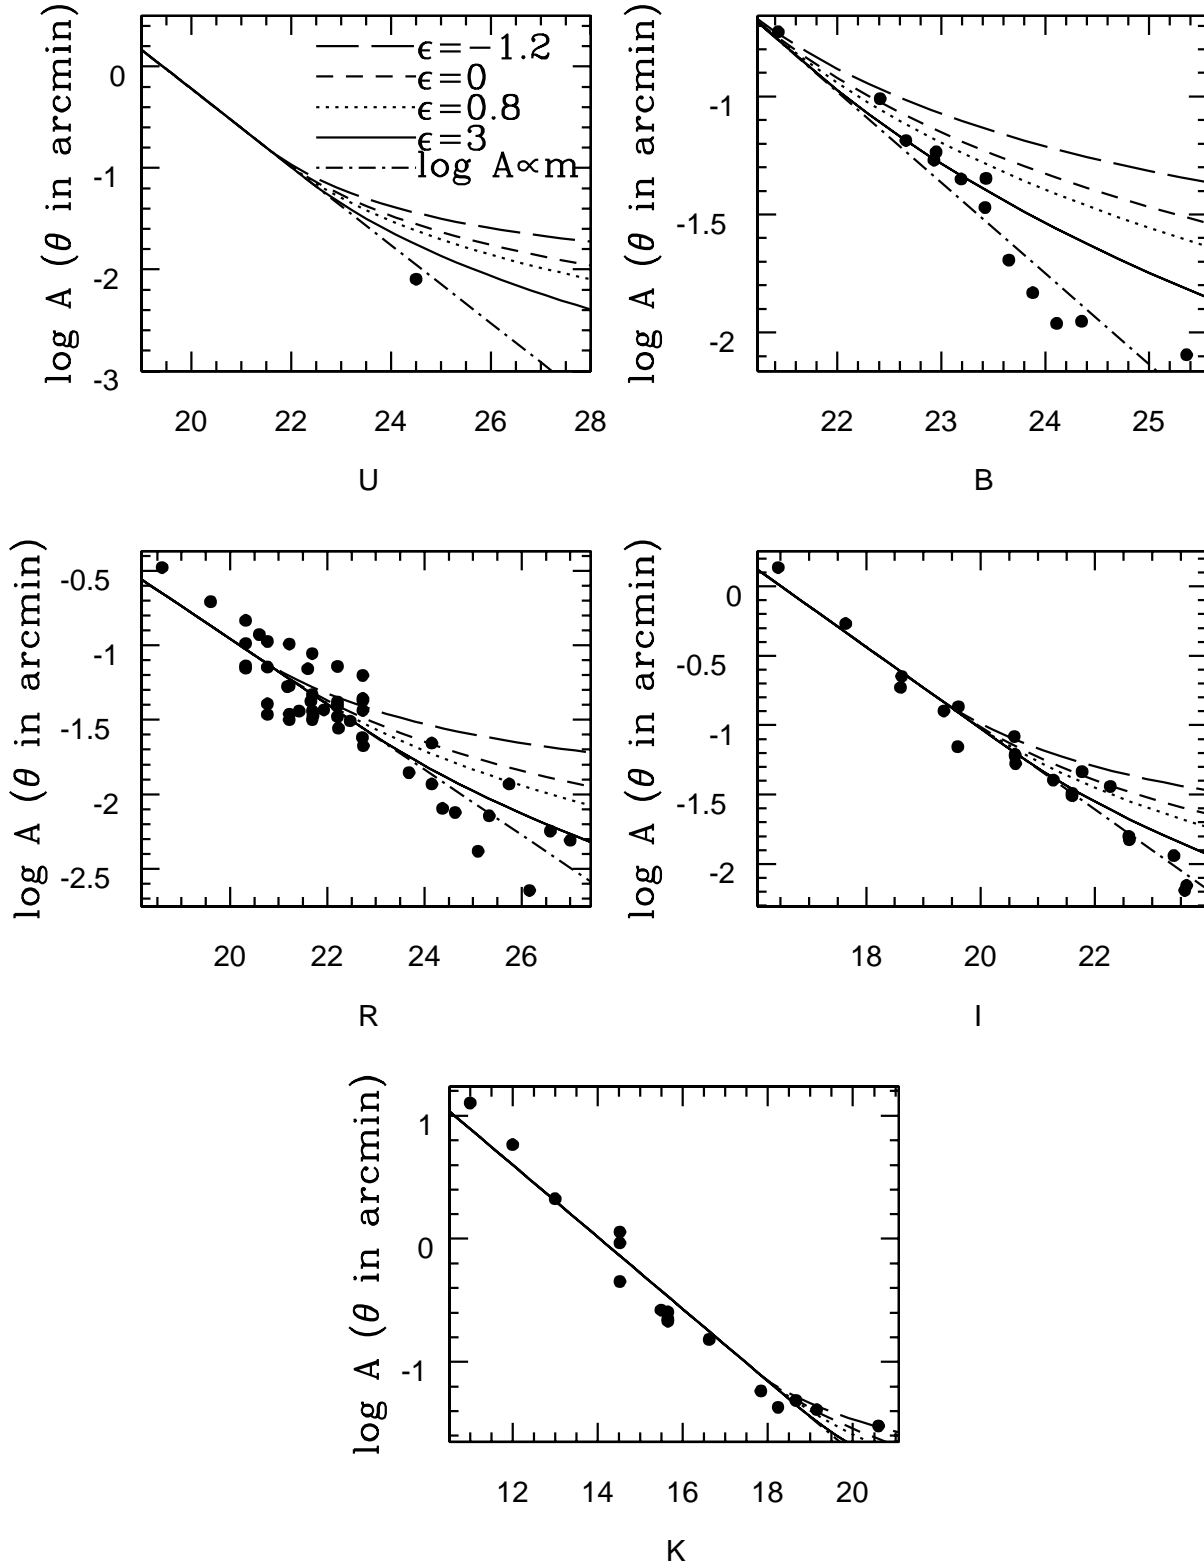 log A (θ in arcmin)
0
-1
-2
-3
ϵ=−1.2
ϵ=0
ϵ=0.8
ϵ=3
log A∝m
20 22 24 26 28
U
log A (θ in arcmin)
-1
-1.5
-2
22 23 24 25
B
log A (θ in arcmin)
-0.5
-1
-1.5
-2
-2.5
20 22 24 26
R
log A (θ in arcmin)
0
-0.5
-1
-1.5
-2
18 20 22
I
log A (θ in arcmin)
1
0
-1
12 14 16 18 20
K